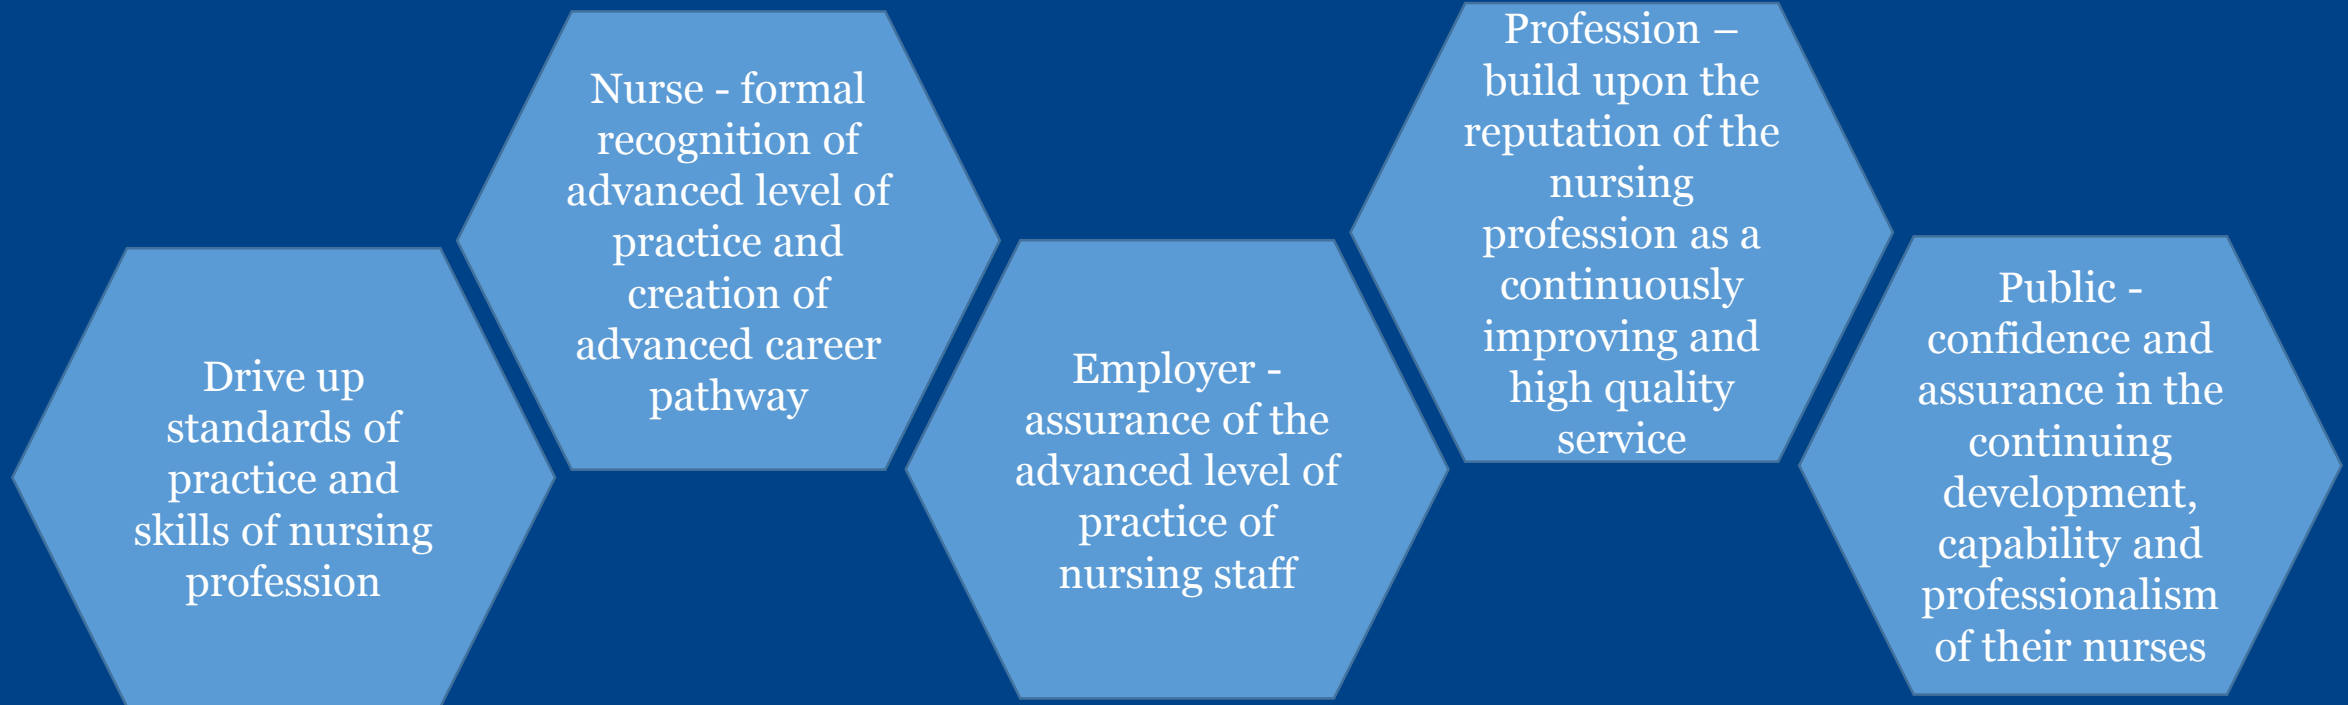 Drive up
standards of
practice and
skills of nursing
profession
Nurse - formal
recognition of
advanced level of
practice and
creation of
advanced career
pathway
Employer -
assurance of the
advanced level of
practice of
nursing staff
Profession –
build upon the
reputation of the
nursing
profession as a
continuously
improving and
high quality
service
Public -
confidence and
assurance in the
continuing
development,
capability and
professionalism
of their nurses